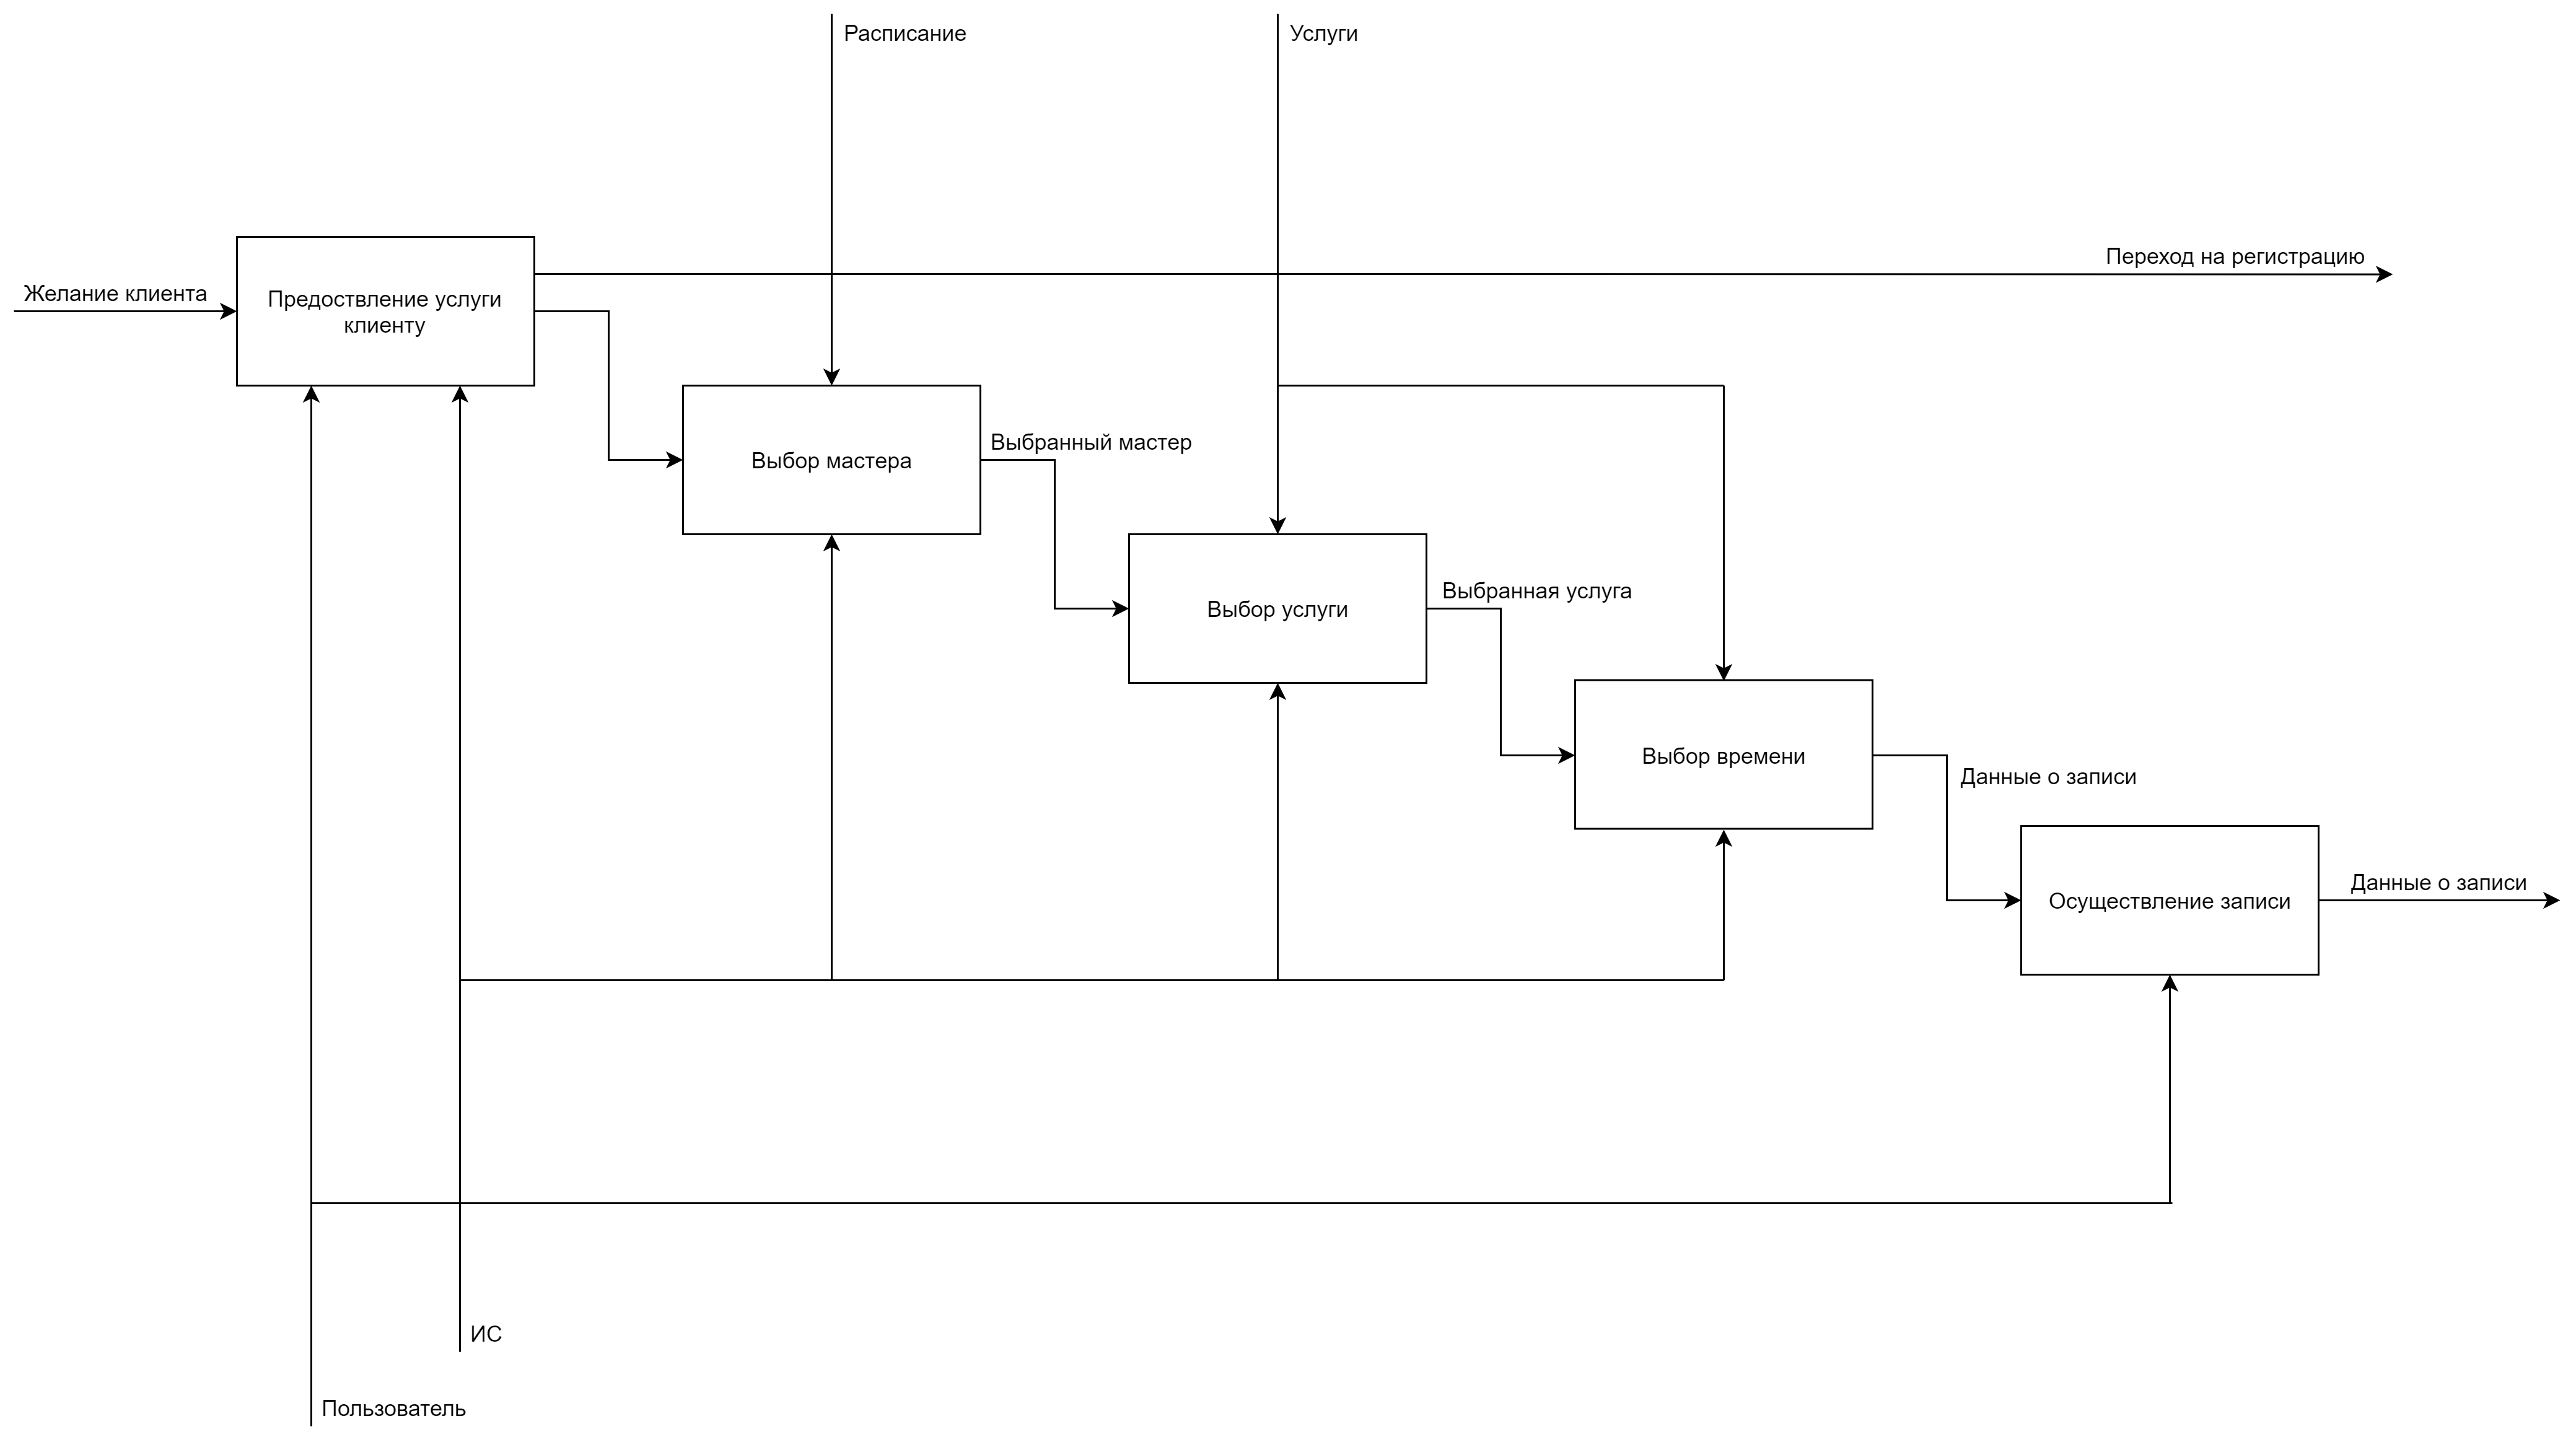 Расписание
Услуги
Переход на регистрацию
Желание клиента
Предоствление услуги
клиенту
Выбранный мастер
Выбор мастера
Выбранная услуга
Выбор услуги
Выбор времени
Данные о записи
Данные о записи
Осуществление записи
ИС
Пользователь